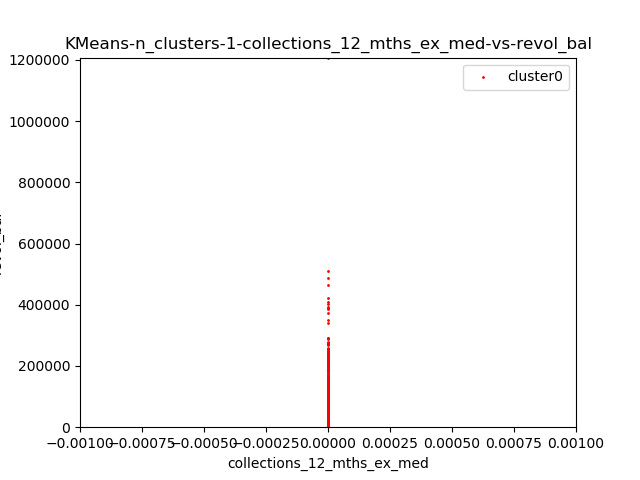 KMeans-n_clusters-1-collections_12_mths_ex_med-vs-revol_bal
cluster0
1200000
1000000
800000
600000
400000
200000
0
−0.00100 −0.00075 −0.00050 −0.00025 0.00000 0.00025 0.00050 0.00075 0.00100
collections_12_mths_ex_med